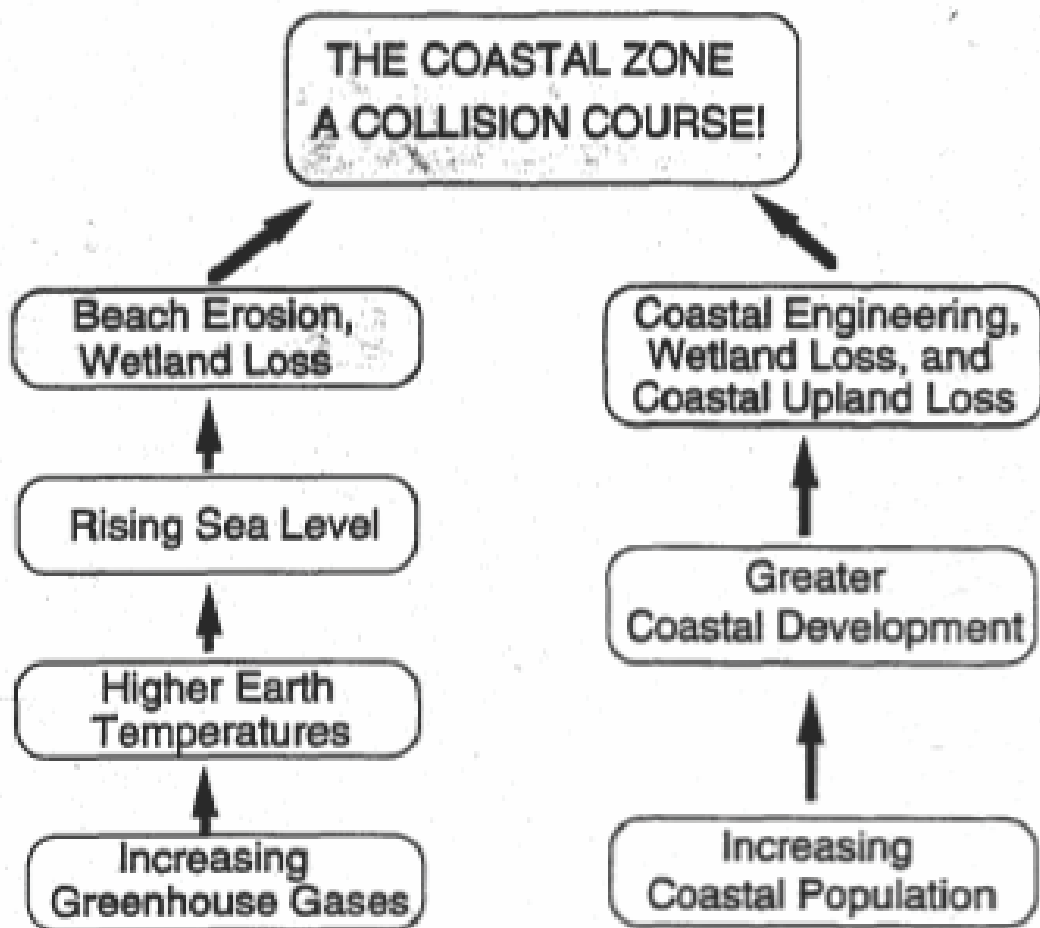 THE COASTAL ZONE
A COLLISION COURSE!
Beach Erosion,
Wetland Loss
Coastal Engineering,
Wetland Loss, and
Coastal Upland Loss
Rising Sea Level
Greater
Coastal Development
Higher Earth
Temperatures
Increasing
Greenhouse Gases
Increasing
Coastal Population